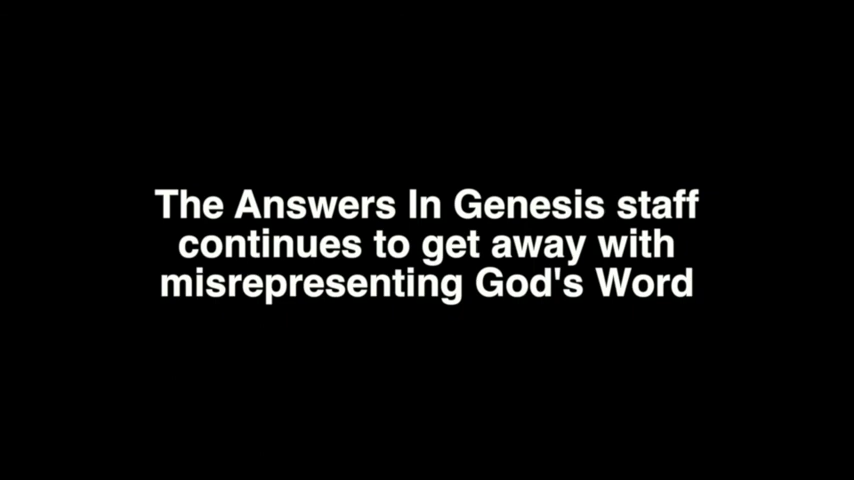 The Answers In Genesis staff
continues to get away with
misrepresenting God's Word